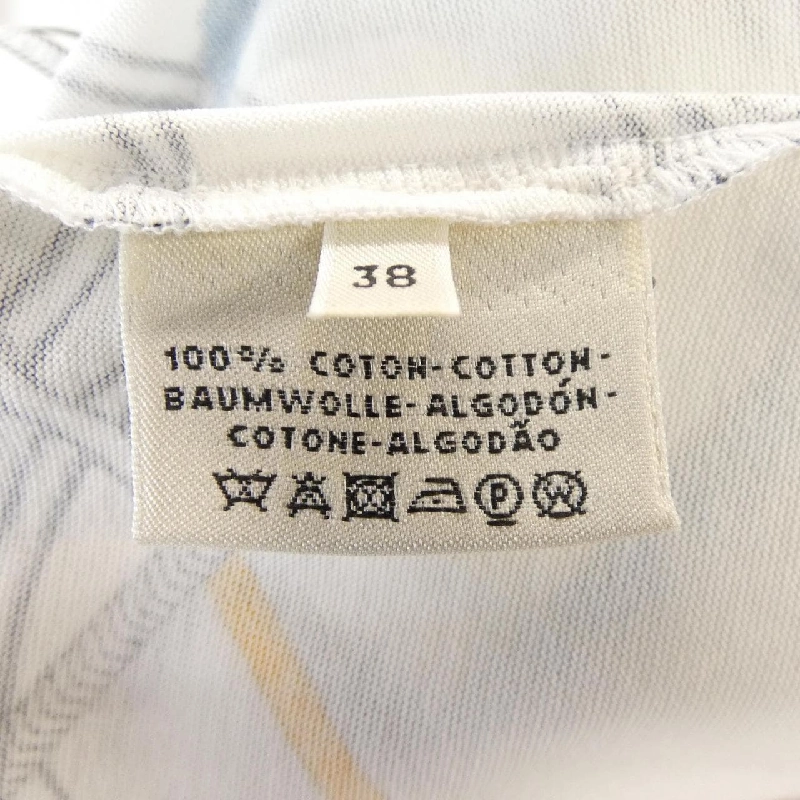 38
100% COTON-COTTON-
BAUMWOLLE-ALGODÓN-
COTONE-ALGODÃO
P W